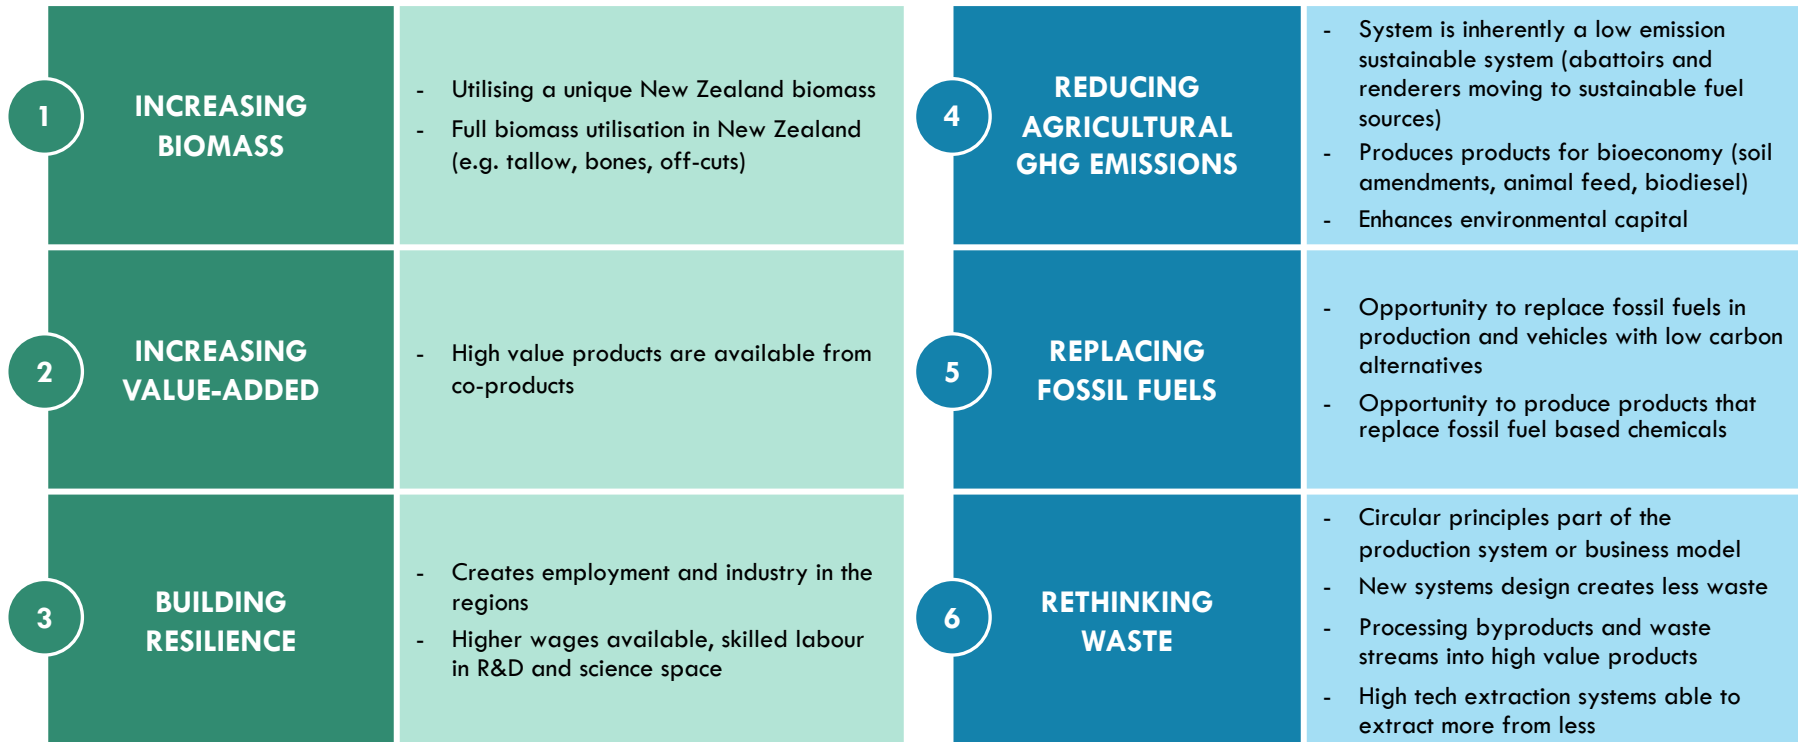 1
INCREASING
BIOMASS
- Utilising a unique New Zealand biomass
- Full biomass utilisation in New Zealand
(e.g. tallow, bones, off-cuts)
2
INCREASING
VALUE-ADDED
- High value products are available from
co-products
3
BUILDING
RESILIENCE
- Creates employment and industry in the
regions
- Higher wages available, skilled labour
in R&D and science space
4
REDUCING
AGRICULTURAL
GHG EMISSIONS
- System is inherently a low emission
sustainable system (abattoirs and
renderers moving to sustainable fuel
sources)
- Produces products for bioeconomy (soil
amendments, animal feed, biodiesel)
- Enhances environmental capital
5
REPLACING
FOSSIL FUELS
- Opportunity to replace fossil fuels in
production and vehicles with low carbon
alternatives
- Opportunity to produce products that
replace fossil fuel based chemicals
6
RETHINKING
WASTE
- Circular principles part of the
production system or business model
- New systems design creates less waste
- Processing byproducts and waste
streams into high value products
- High tech extraction systems able to
extract more from less